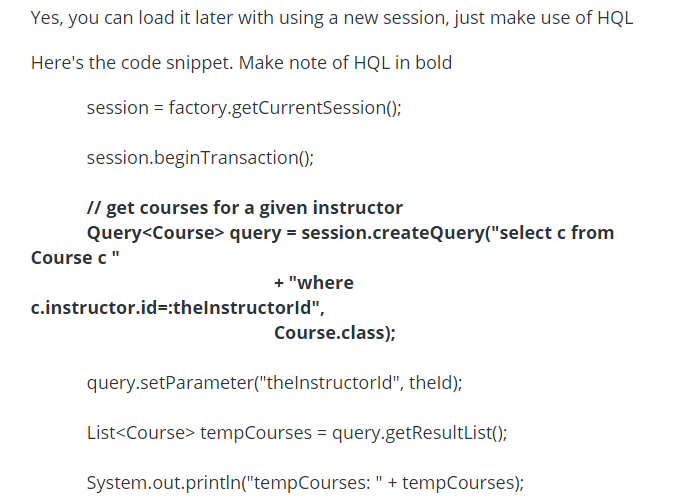 Yes, you can load it later with using a new session, just make use of HQL
Here's the code snippet. Make note of HQL in bold
session = factory.getCurrentSession();
session.beginTransaction();
// get courses for a given instructor
Query<Course> query = session.createQuery("select c from
Course c "
+ "where
c.instructor.id=:theInstructorId",
Course.class);
query.setParameter("theInstructorId", theId);
List<Course> tempCourses = query.getResultList();
System.out.println("tempCourses: " + tempCourses);